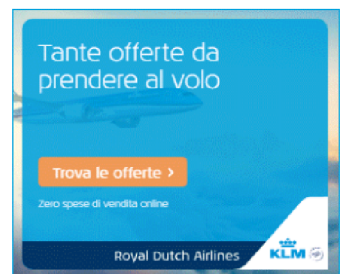 Tante offerte da
prendere al volo
Trova le offerte >
Zero spese di vendita online
Royal Dutch Airlines
KLM